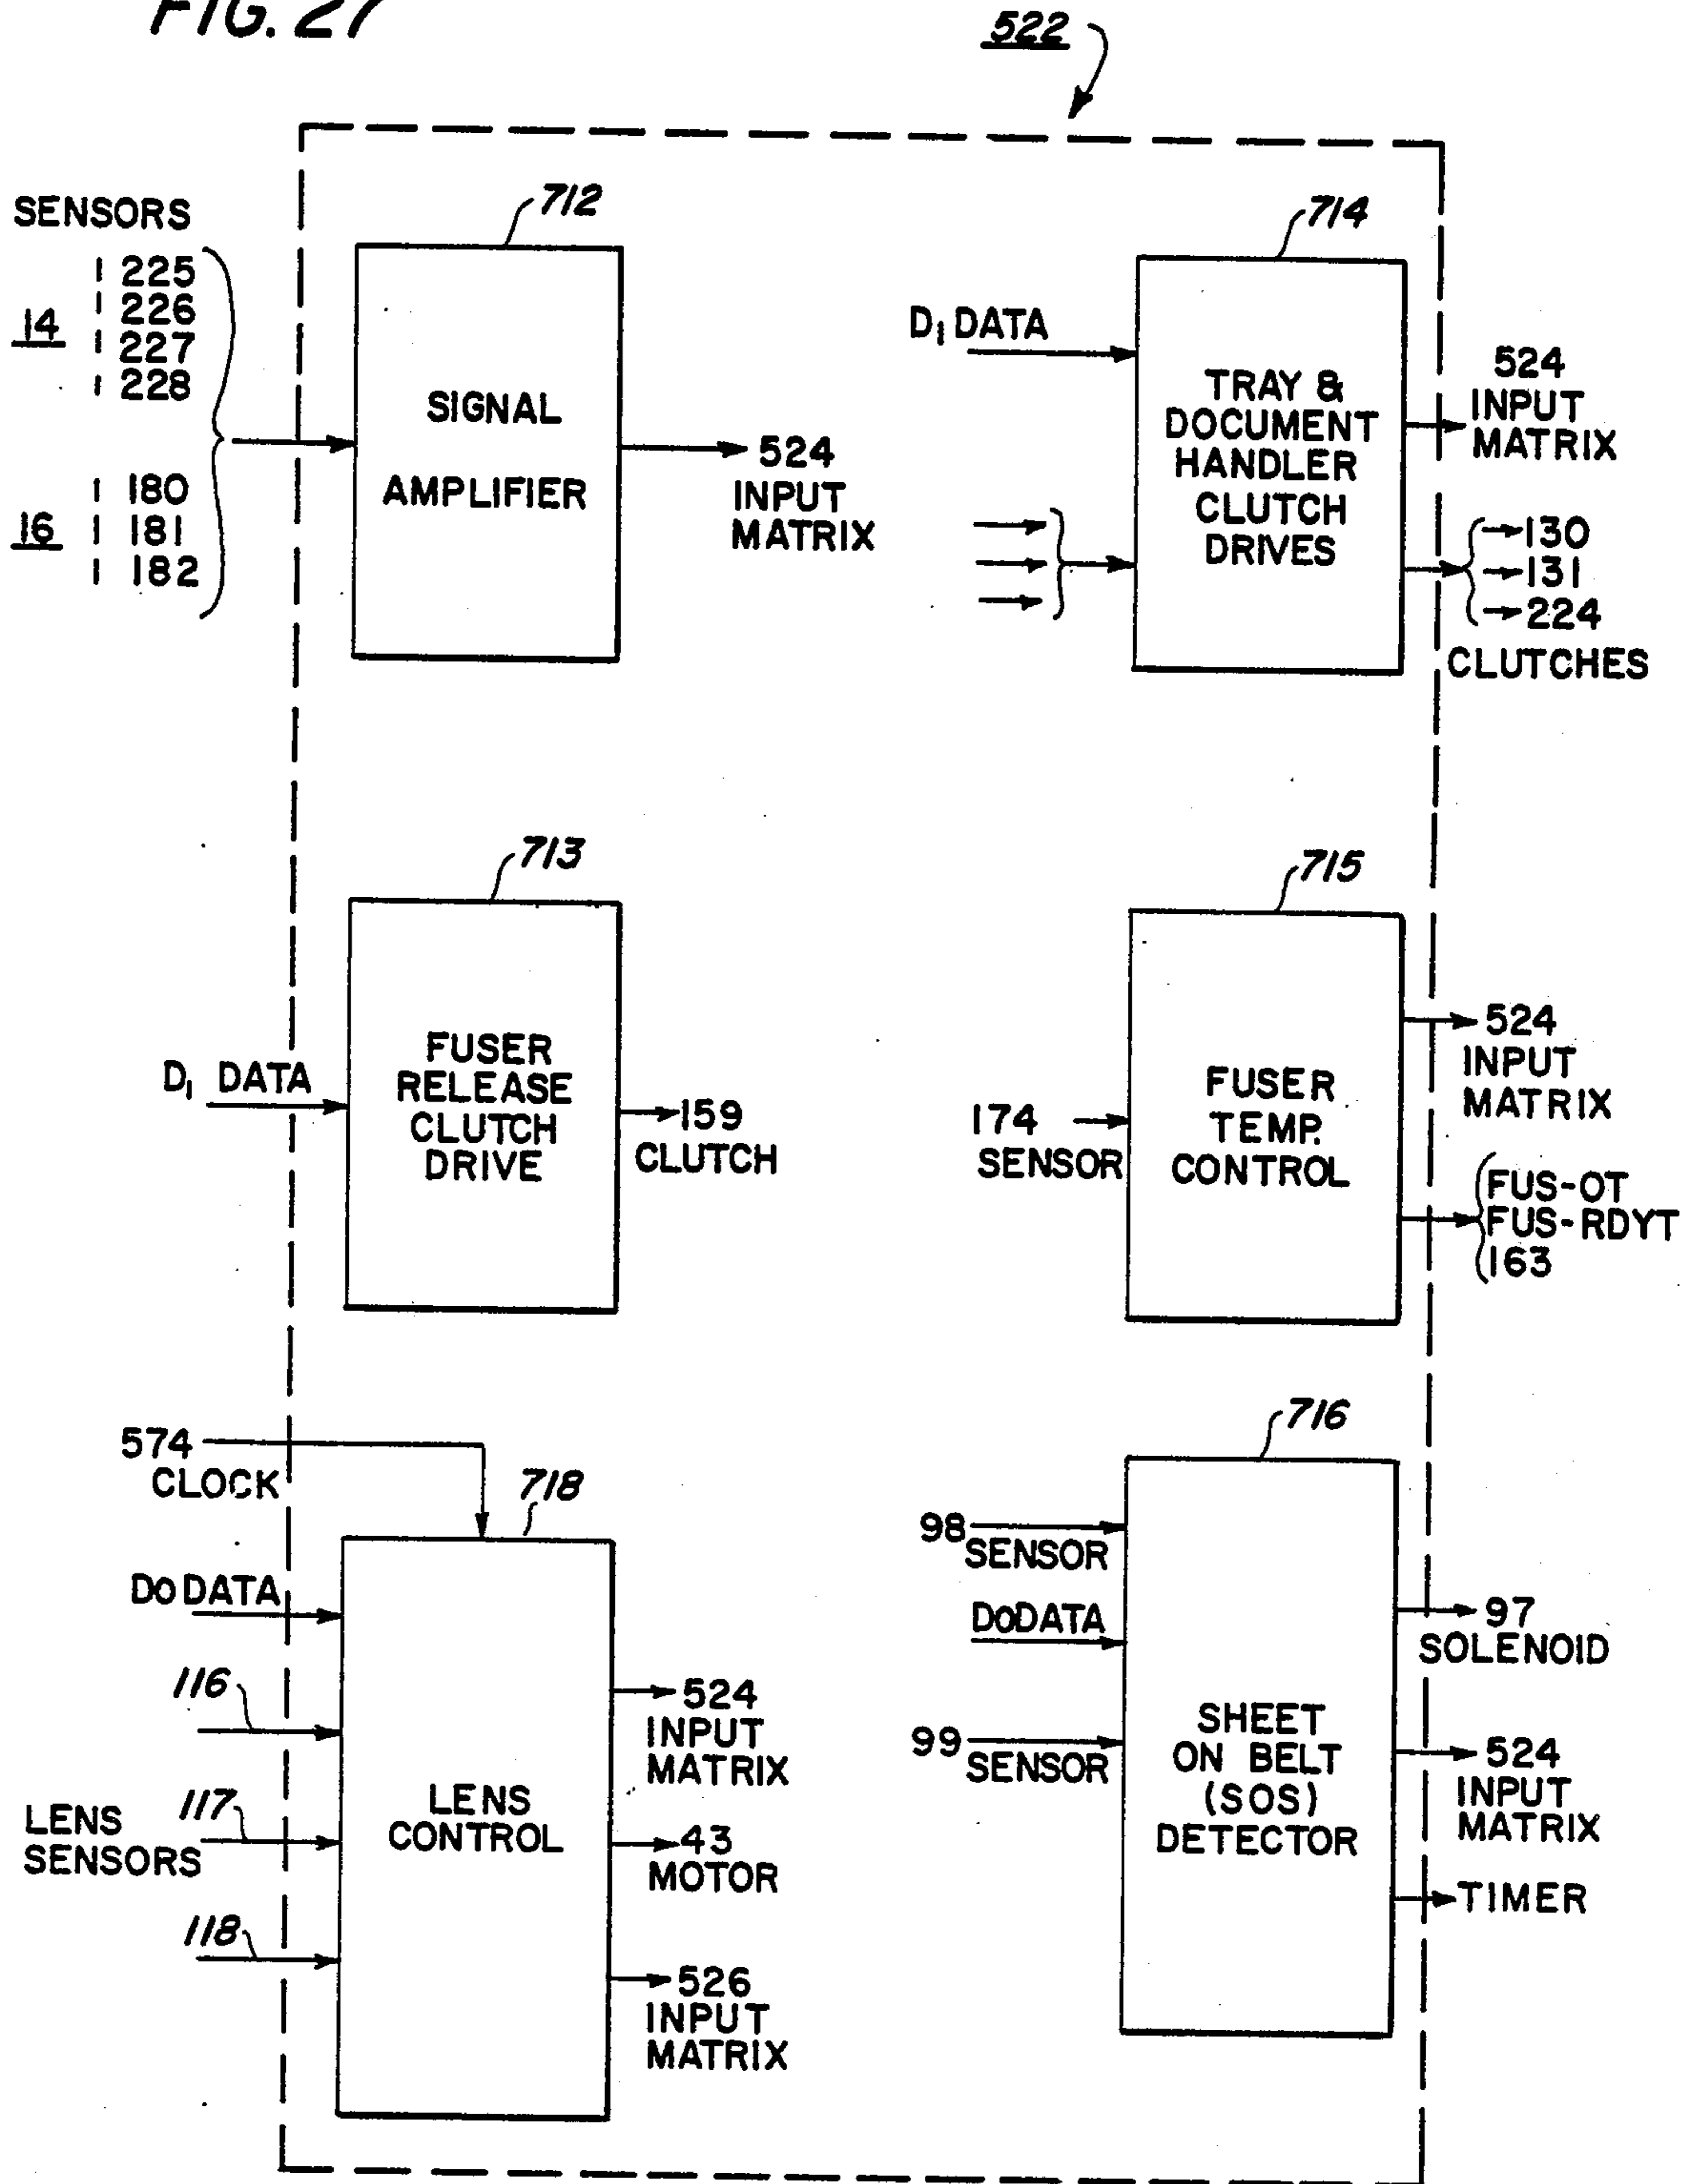 FIG. 27
522
SENSORS
14
225
226
227
228
16
180
181
182
712
SIGNAL
AMPLIFIER
524
INPUT
MATRIX
714
D₁ DATA
TRAY &
DOCUMENT
HANDLER
CLUTCH
DRIVES
524
INPUT
MATRIX
130
131
224
CLUTCHES
713
D₁ DATA
FUSER
RELEASE
CLUTCH
DRIVE
159
CLUTCH
715
174
SENSOR
FUSER
TEMP.
CONTROL
524
INPUT
MATRIX
FUS-OT
FUS-RDYT
163
574
CLOCK
718
DO DATA
116
LENS
SENSORS
117
118
LENS
CONTROL
524
INPUT
MATRIX
43
MOTOR
526
INPUT
MATRIX
716
98
SENSOR
DO DATA
99
SENSOR
SHEET
ON BELT
(SOS)
DETECTOR
97
SOLENOID
524
INPUT
MATRIX
TIMER